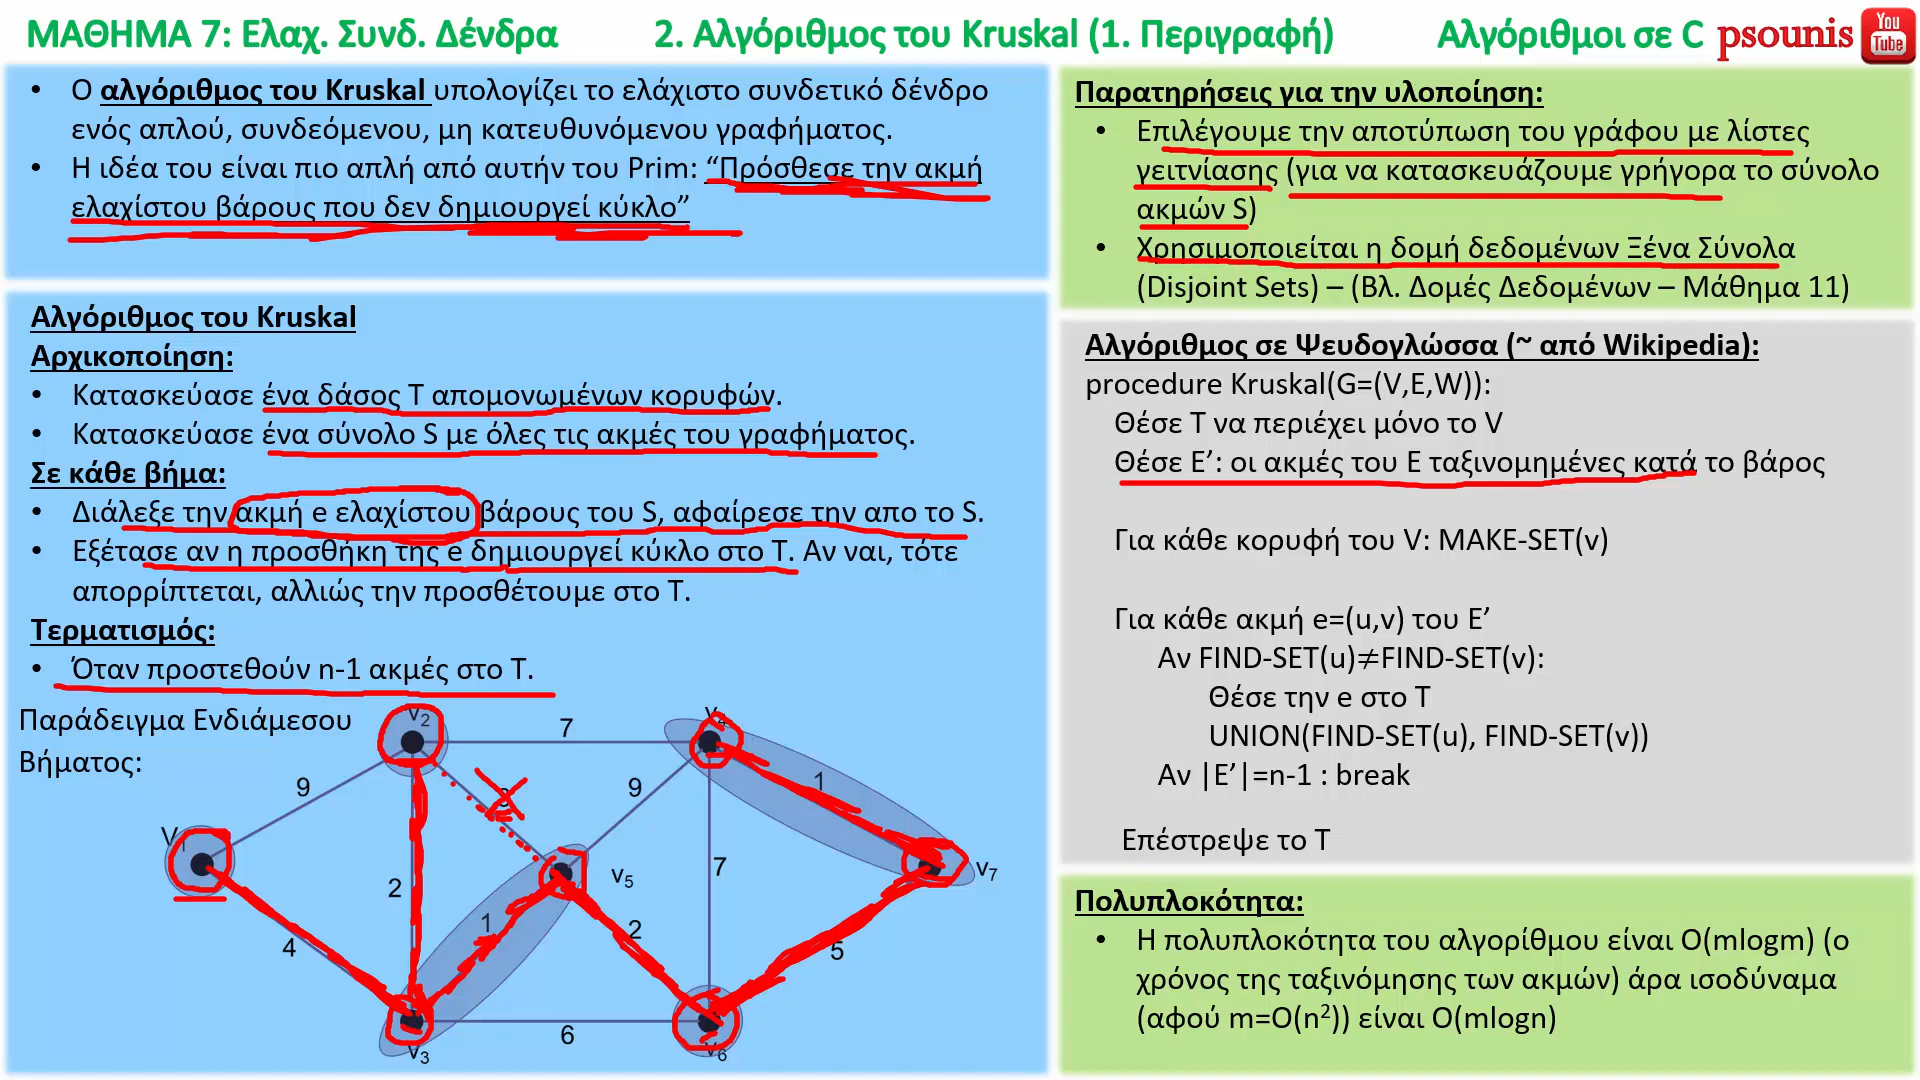 ΜΑΘΗΜΑ 7: Ελαχ. Συνδ. Δένδρα 2. Αλγόριθμος του Kruskal (1. Περιγραφή) Αλγόριθμοι σε C psounis You Tube
• Ο αλγόριθμος του Kruskal υπολογίζει το ελάχιστο συνδετικό δένδρο
ενός απλού, συνδεόμενου, μη κατευθυνόμενου γραφήματος.
• Η ιδέα του είναι πιο απλή από αυτήν του Prim: “Πρόσθεσε την ακμή
ελαχίστου βάρους που δεν δημιουργεί κύκλο”
Αλγόριθμος του Kruskal
Αρχικοποίηση:
• Κατασκεύασε ένα δάσος Τ απομονωμένων κορυφών.
• Κατασκεύασε ένα σύνολο S με όλες τις ακμές του γραφήματος.
Σε κάθε βήμα:
• Διάλεξε την ακμή e ελαχίστου βάρους του S, αφαίρεσε την απο το S.
• Εξέτασε αν η προσθήκη της e δημιουργεί κύκλο στο Τ. Αν ναι, τότε
απορρίπτεται, αλλιώς την προσθέτουμε στο Τ.
Τερματισμός:
• Όταν προστεθούν n-1 ακμές στο Τ.
Παράδειγμα Ενδιάμεσου
Βήματος:
v2
7
v4
9
9
1
V1
2
v5
7
v7
1
2
4
5
6
v3
v6
Παρατηρήσεις για την υλοποίηση:
• Επιλέγουμε την αποτύπωση του γράφου με λίστες
γειτνίασης (για να κατασκευάζουμε γρήγορα το σύνολο
ακμών S)
• Χρησιμοποιείται η δομή δεδομένων Ξένα Σύνολα
(Disjoint Sets) – (Βλ. Δομές Δεδομένων – Μάθημα 11)
Αλγόριθμος σε Ψευδογλώσσα (~ από Wikipedia):
procedure Kruskal(G=(V,E,W)):
Θέσε Τ να περιέχει μόνο το V
Θέσε Ε’: οι ακμές του Ε ταξινομημένες κατά το βάρος
Για κάθε κορυφή του V: MAKE-SET(v)
Για κάθε ακμή e=(u,v) του Ε’
Αν FIND-SET(u)≠FIND-SET(v):
Θέσε την e στο Τ
UNION(FIND-SET(u), FIND-SET(v))
Αν |Ε’|=n-1 : break
Επέστρεψε το Τ
Πολυπλοκότητα:
• Η πολυπλοκότητα του αλγορίθμου είναι O(mlogm) (ο
χρόνος της ταξινόμησης των ακμών) άρα ισοδύναμα
(αφού m=O(n²)) είναι O(mlogn)